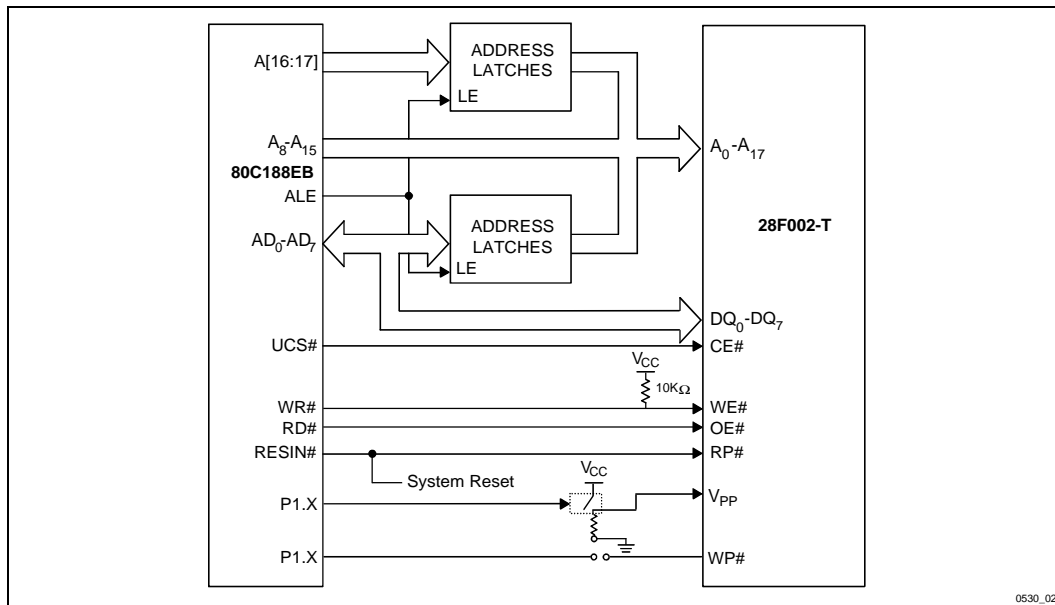 A[16:17]
ADDRESS
LATCHES
LE
A8-A15
80C188EB
ALE
A0-A17
AD0-AD7
ADDRESS
LATCHES
LE
28F002-T
DQ0-DQ7
UCS#
CE#
VCC
10KΩ
WR#
WE#
RD#
OE#
RESIN#
RP#
System Reset
VCC
P1.X
VPP
P1.X
WP#
0530_02